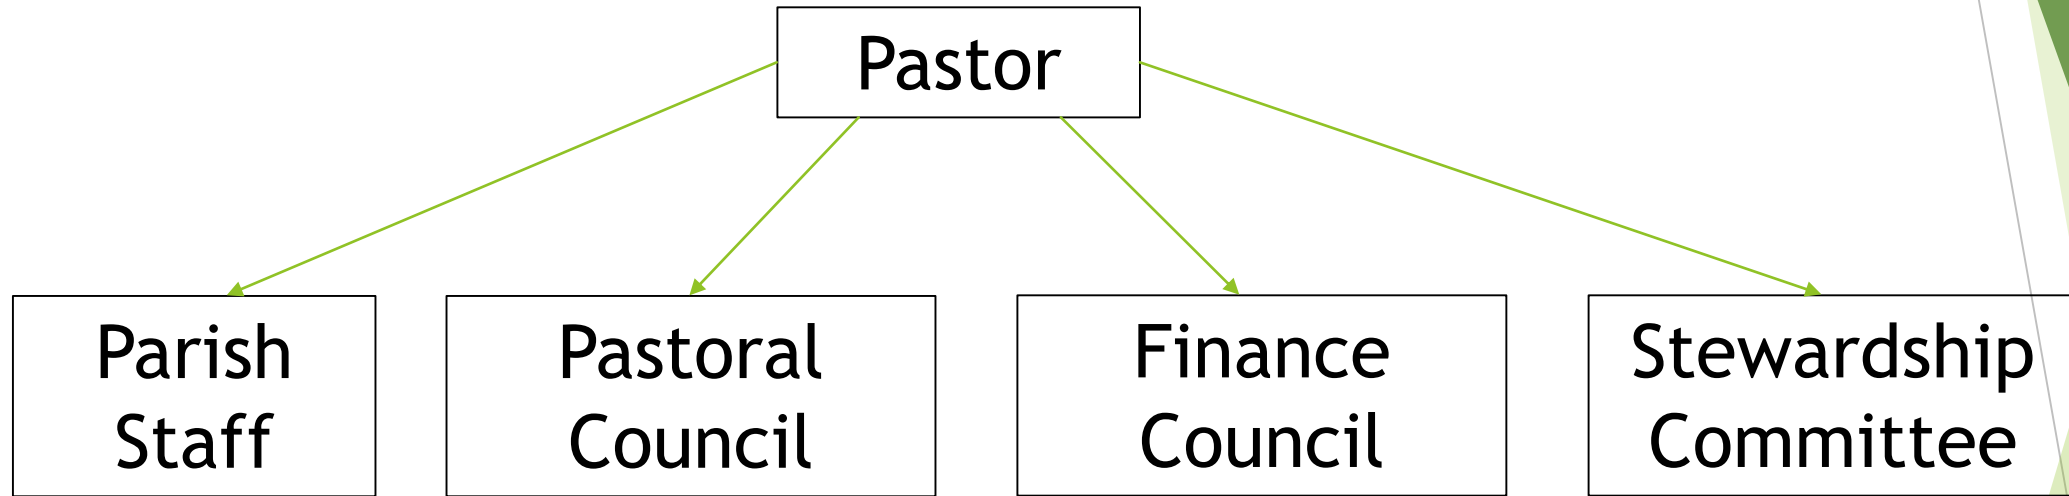 Pastor
Parish
Staff
Pastoral
Council
Finance
Council
Stewardship
Committee